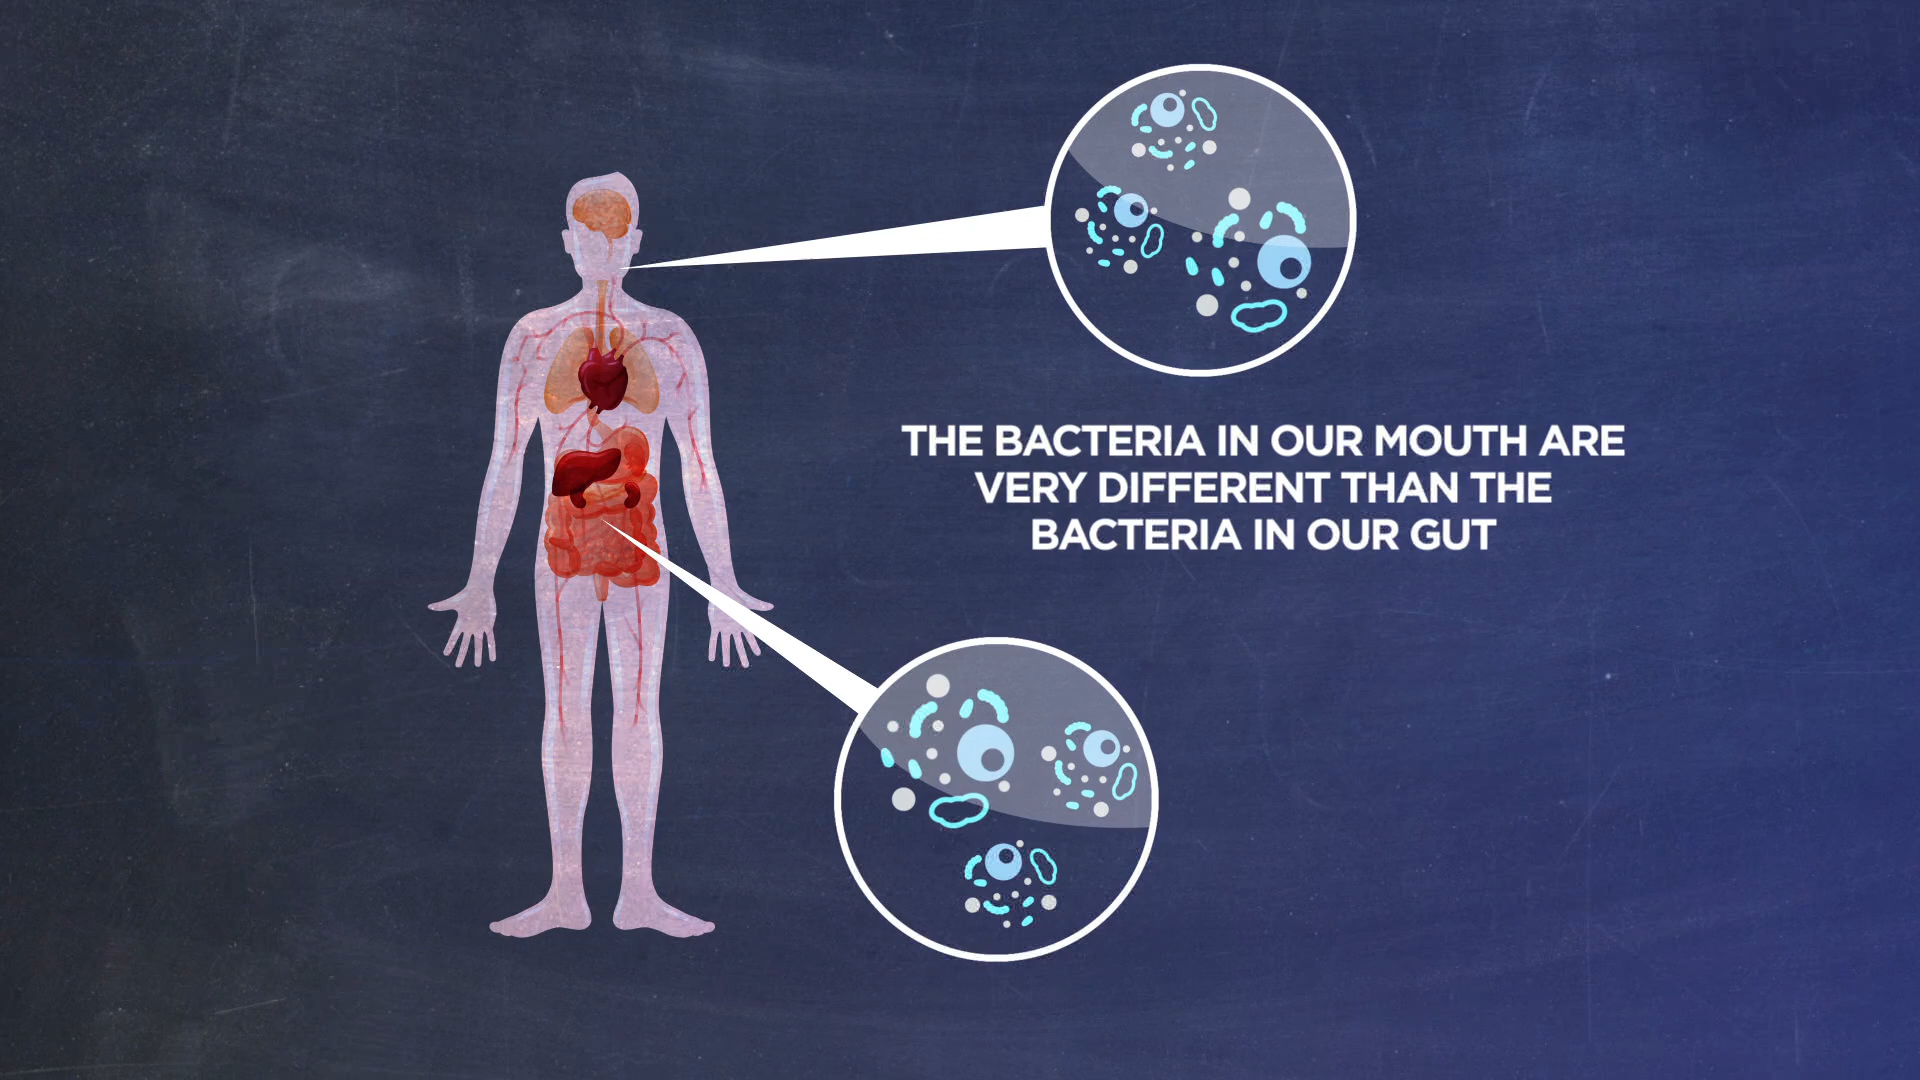 THE BACTERIA IN OUR MOUTH ARE
VERY DIFFERENT THAN THE
BACTERIA IN OUR GUT